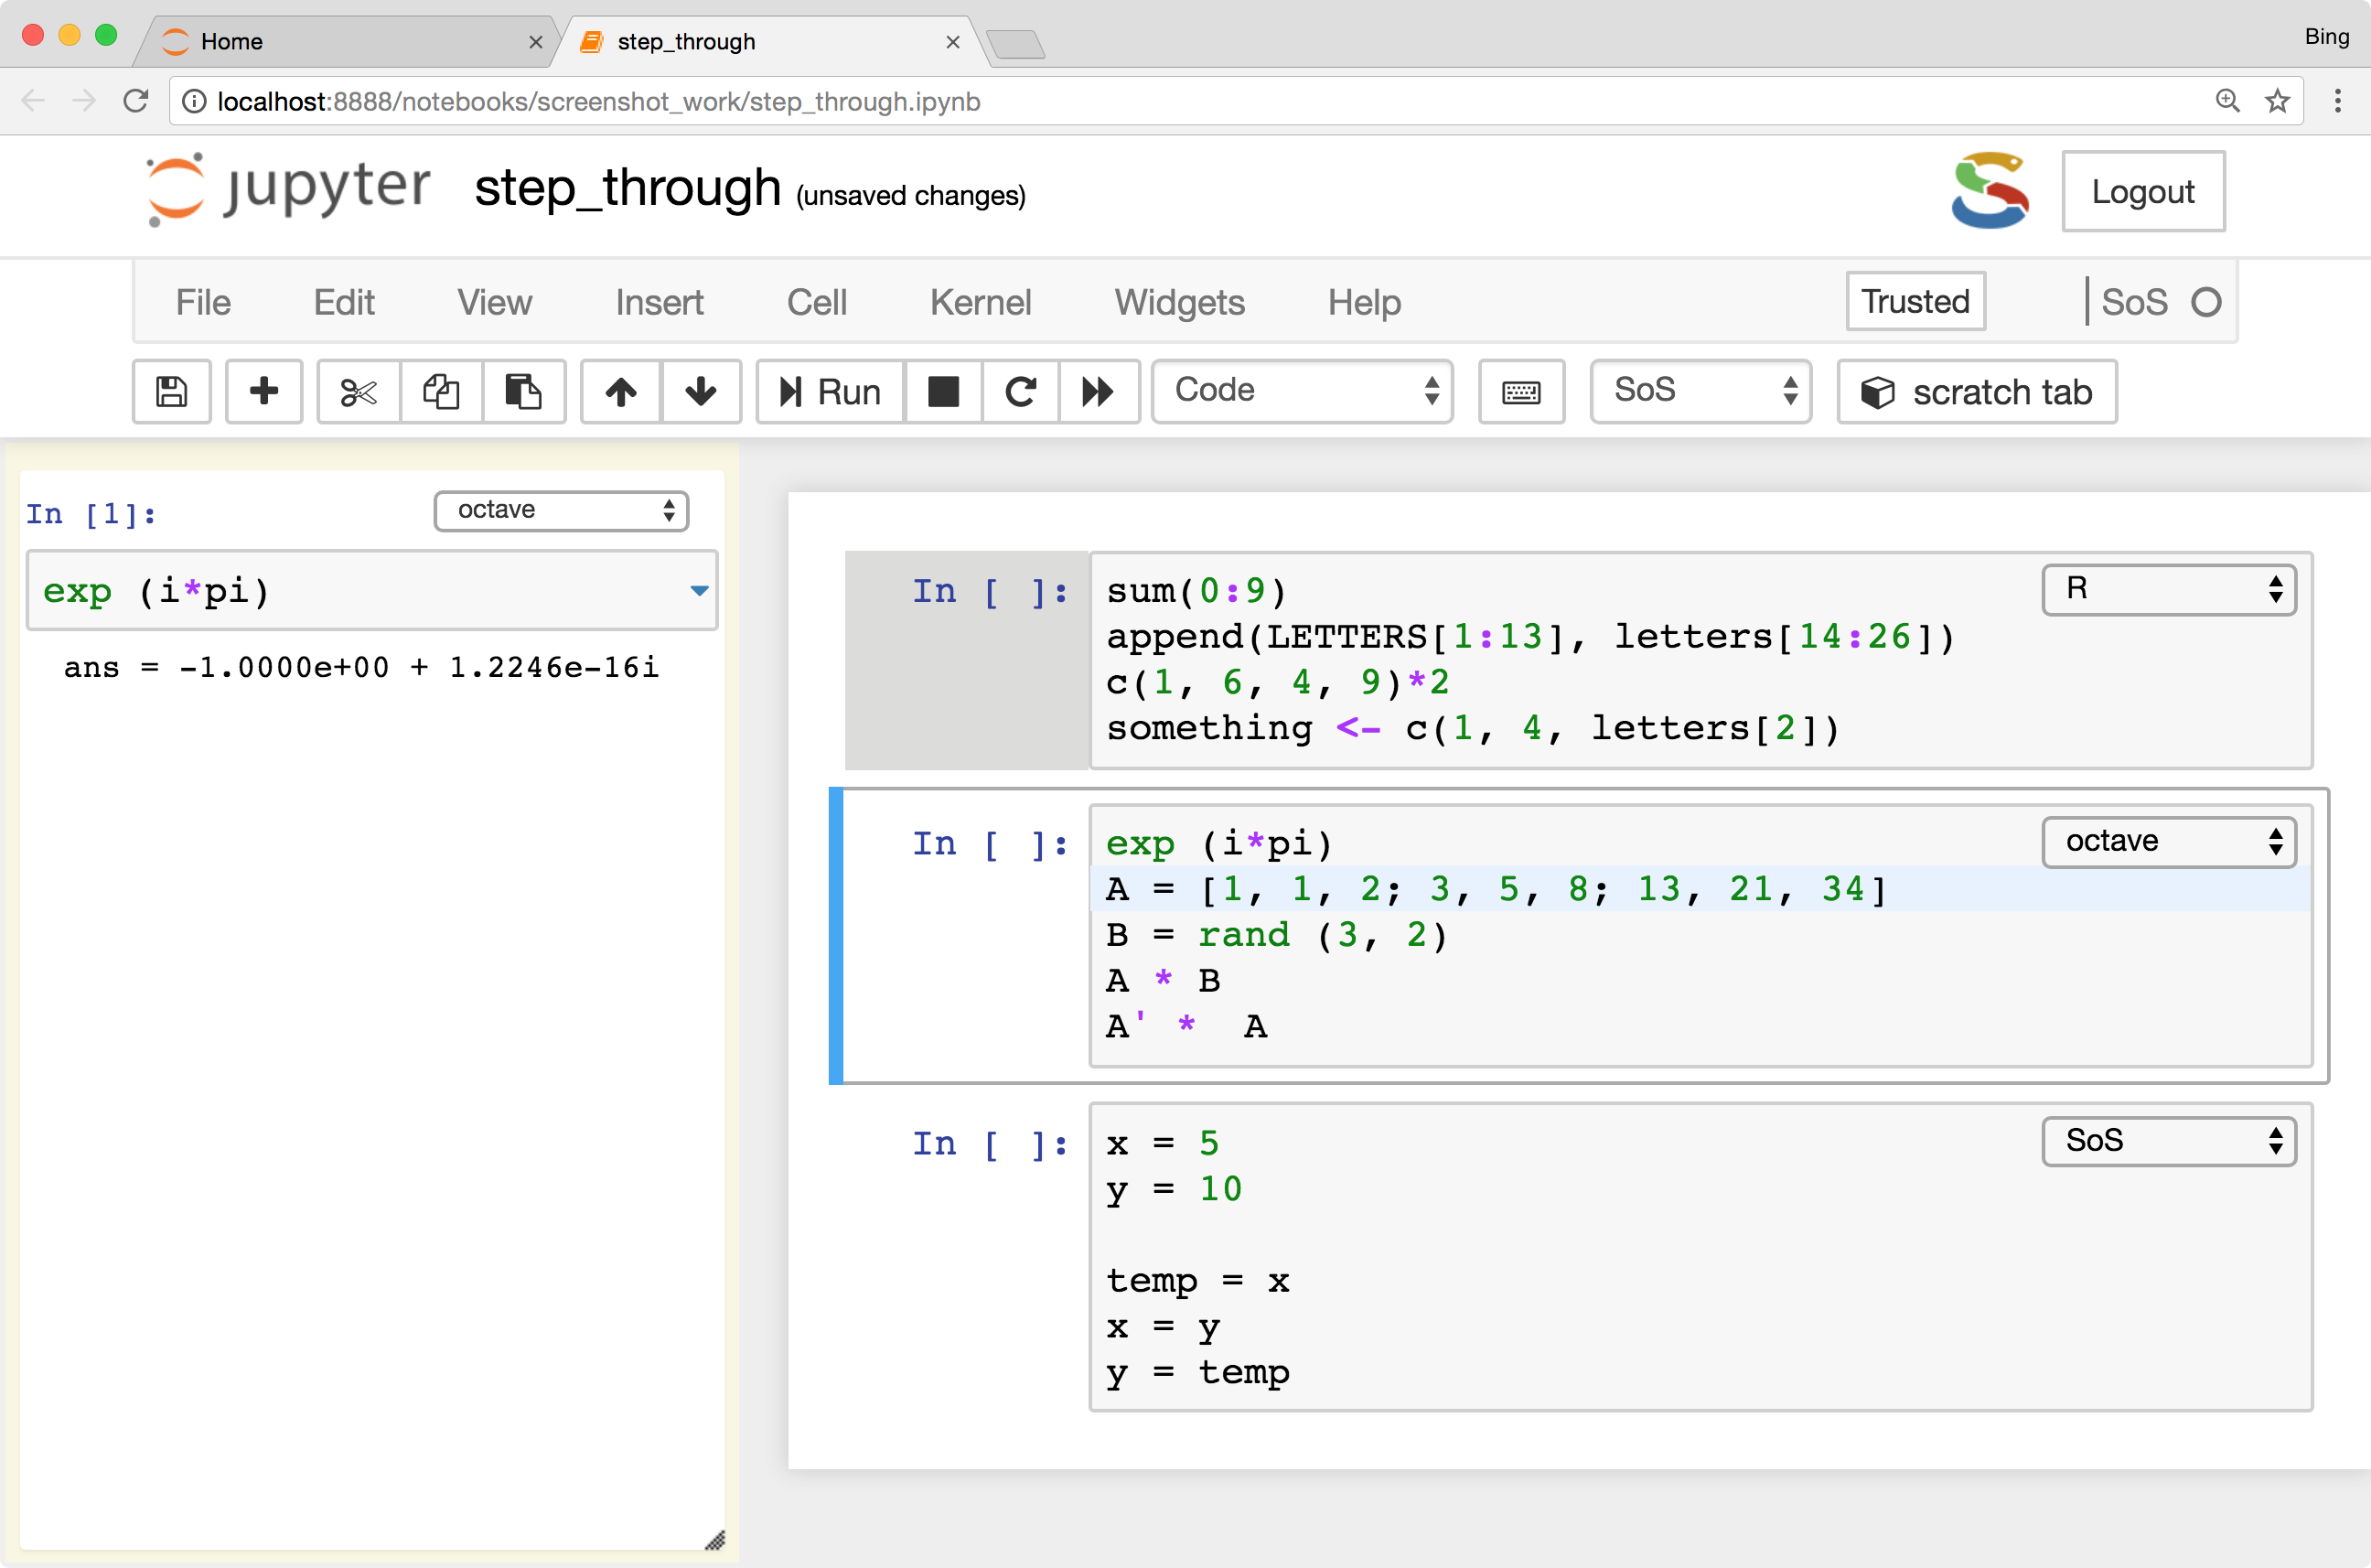 Home
step_through
Bing
localhost:8888/notebooks/screenshot_work/step_through.ipynb
jupyter step_through (unsaved changes)
Logout
File Edit View Insert Cell Kernel Widgets Help Trusted SoS
Run Code SoS scratch tab
In [1]: octave
exp (i*pi)
ans = -1.0000e+00 + 1.2246e-16i
In [ ]: sum(0:9) R
append(LETTERS[1:13], letters[14:26])
c(1, 6, 4, 9)*2
something <- c(1, 4, letters[2])
In [ ]: exp (i*pi) octave
A = [1, 1, 2; 3, 5, 8; 13, 21, 34]
B = rand (3, 2)
A * B
A' *  A
In [ ]: x = 5 SoS
y = 10
temp = x
x = y
y = temp